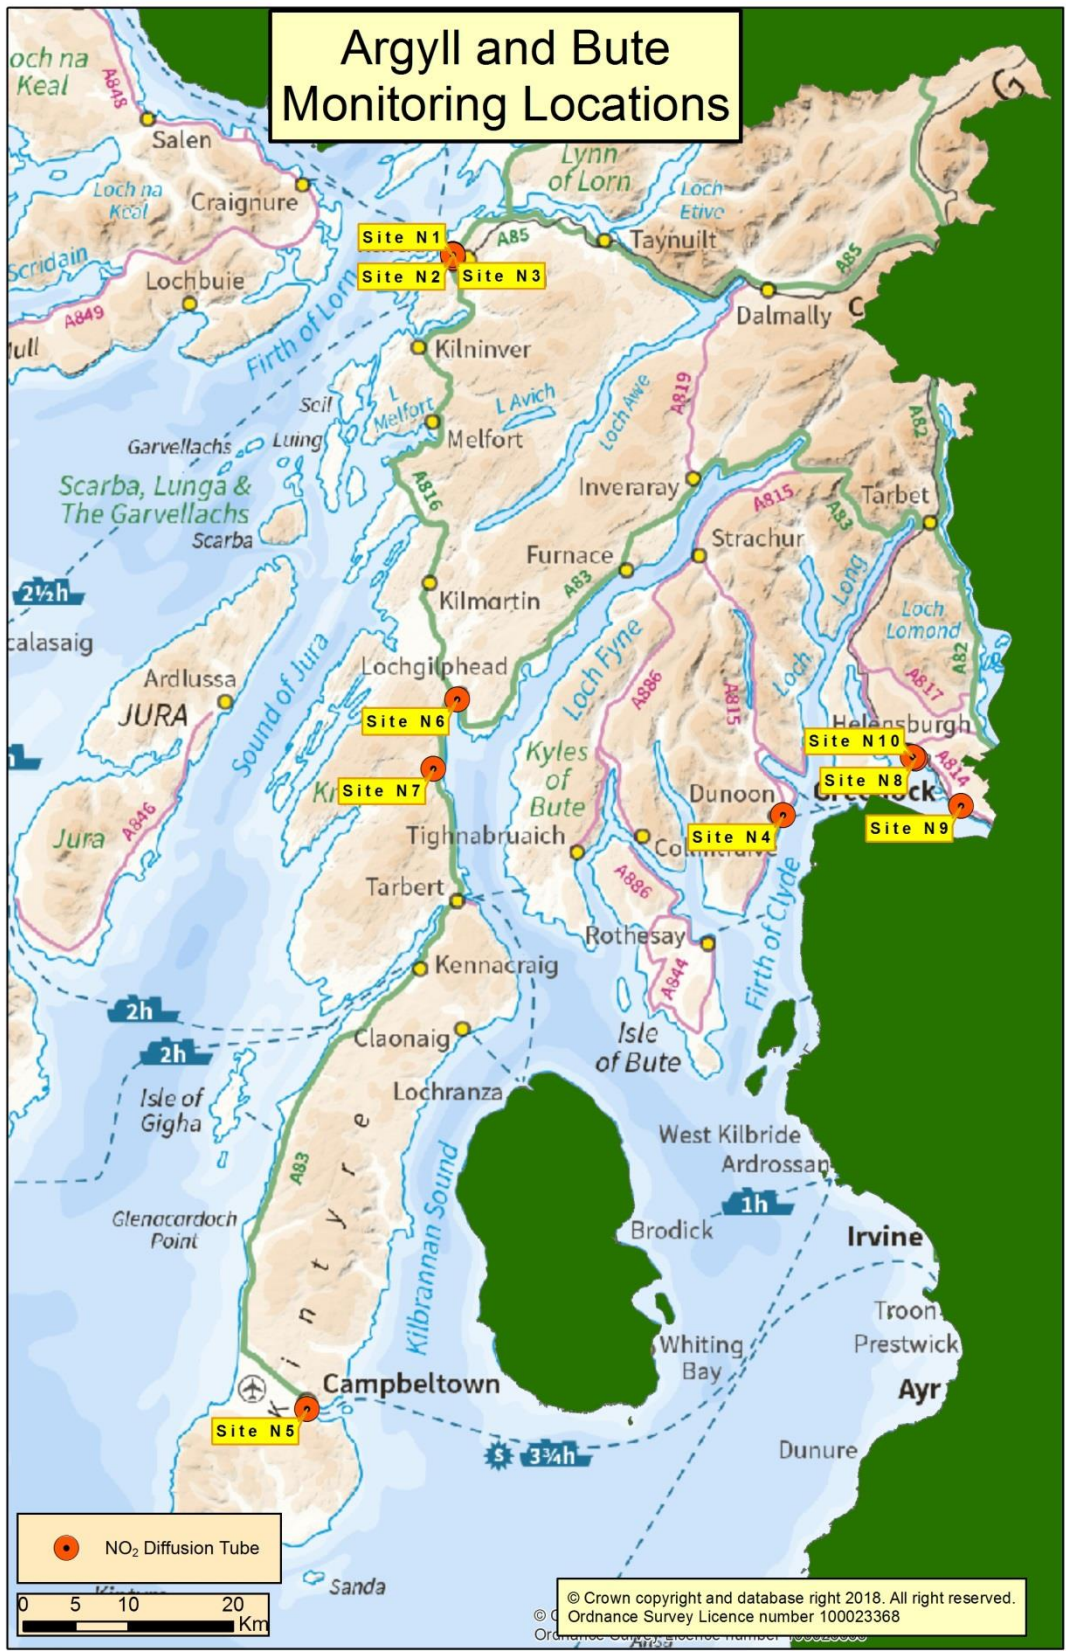 Argyll and Bute
Monitoring Locations
och na
Keal
A848
Salen
Loch na
Keal
Craignure
Scridain
Lochbuie
A849
Firth of Lorn
Lynn
of Lorn
Loch
Etive
G
Site N1
Site N2
Site N3
A85
Taynuilt
A85
Dalmally
C
Kilninver
Seil
L
Melfort
L Avich
Loch Awe
A819
A82
Garvellachs
Luing
Melfort
Scarba, Lunga &
The Garvellachs
Scarba
A816
Inveraray
A815
A83
Tarbet
Strachur
Furnace
2½h
A83
Kilmartin
Long
Loch
Loch
Lomond
calasaig
Sound of Jura
Lochgilphead
Loch Fyne
A886
A815
A817
A82
Ardlussa
JURA
Site N6
Helensburgh
Site N10
A814
Kyles
of
Bute
Site N7
Site N8
Dunoon
Site N9
Site N4
A846
Jura
Tighnabruaich
A886
Firth of Clyde
Tarbert
Rothesay
Kennacraig
A844
2h
Claonaig
Isle
of Bute
2h
Isle of
Gigha
Lochranza
Kintyre
West Kilbride
Ardrossan
A83
Kilbrannan Sound
1h
Glenacardoch
Point
Brodick
Irvine
Troon
Prestwick
Whiting
Bay
Campbeltown
Ayr
Site N5
S
3¾h
Dunure
NO₂ Diffusion Tube
Sanda
0 5 10 20
Km
© Crown copyright and database right 2018. All right reserved.
Ordnance Survey Licence number 100023368